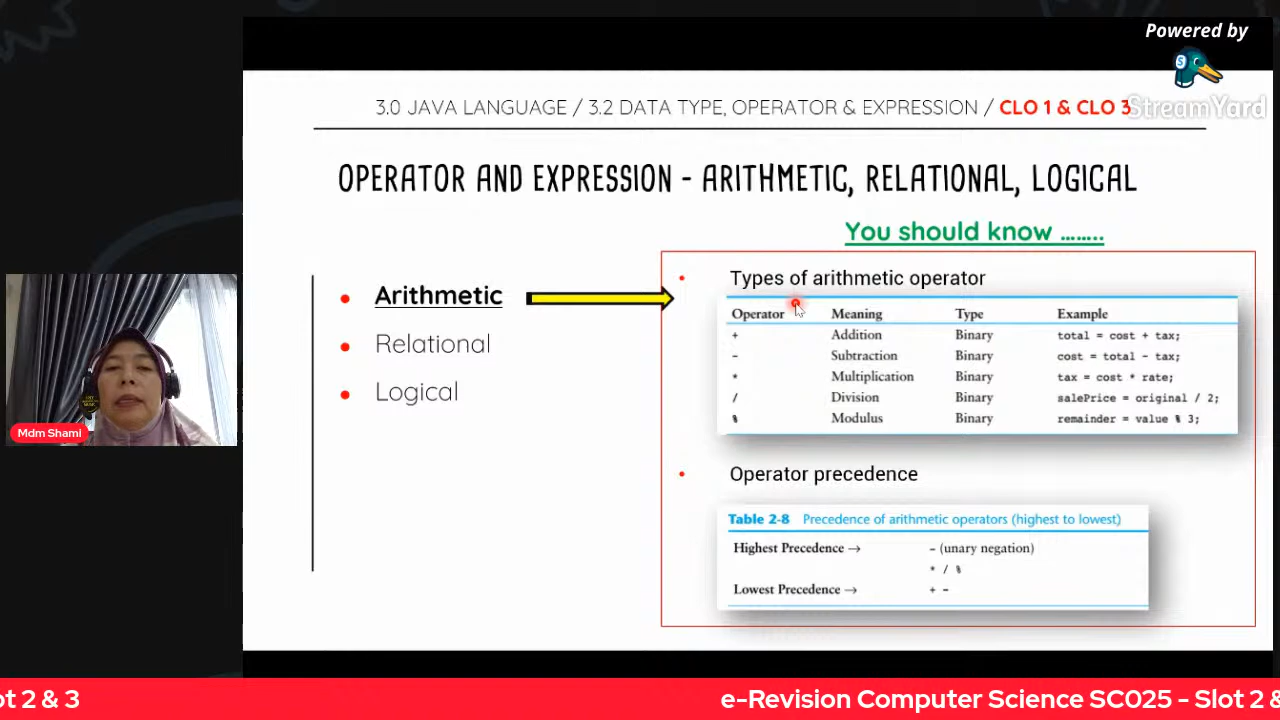 Powered by
StreamYard
3.0 JAVA LANGUAGE / 3.2 DATA TYPE, OPERATOR & EXPRESSION / CLO 1 & CLO 3
OPERATOR AND EXPRESSION - ARITHMETIC, RELATIONAL, LOGICAL
You should know ........
• Arithmetic
• Relational
• Logical
• Types of arithmetic operator
Operator Meaning Type Example
+ Addition Binary total = cost + tax;
- Subtraction Binary cost = total - tax;
* Multiplication Binary tax = cost * rate;
/ Division Binary salePrice = original / 2;
% Modulus Binary remainder = value % 3;
• Operator precedence
Table 2-8 Precedence of arithmetic operators (highest to lowest)
Highest Precedence → - (unary negation)
* / %
Lowest Precedence → + -
Mdm Shami
ot 2 & 3 e-Revision Computer Science SC025 - Slot 2 &